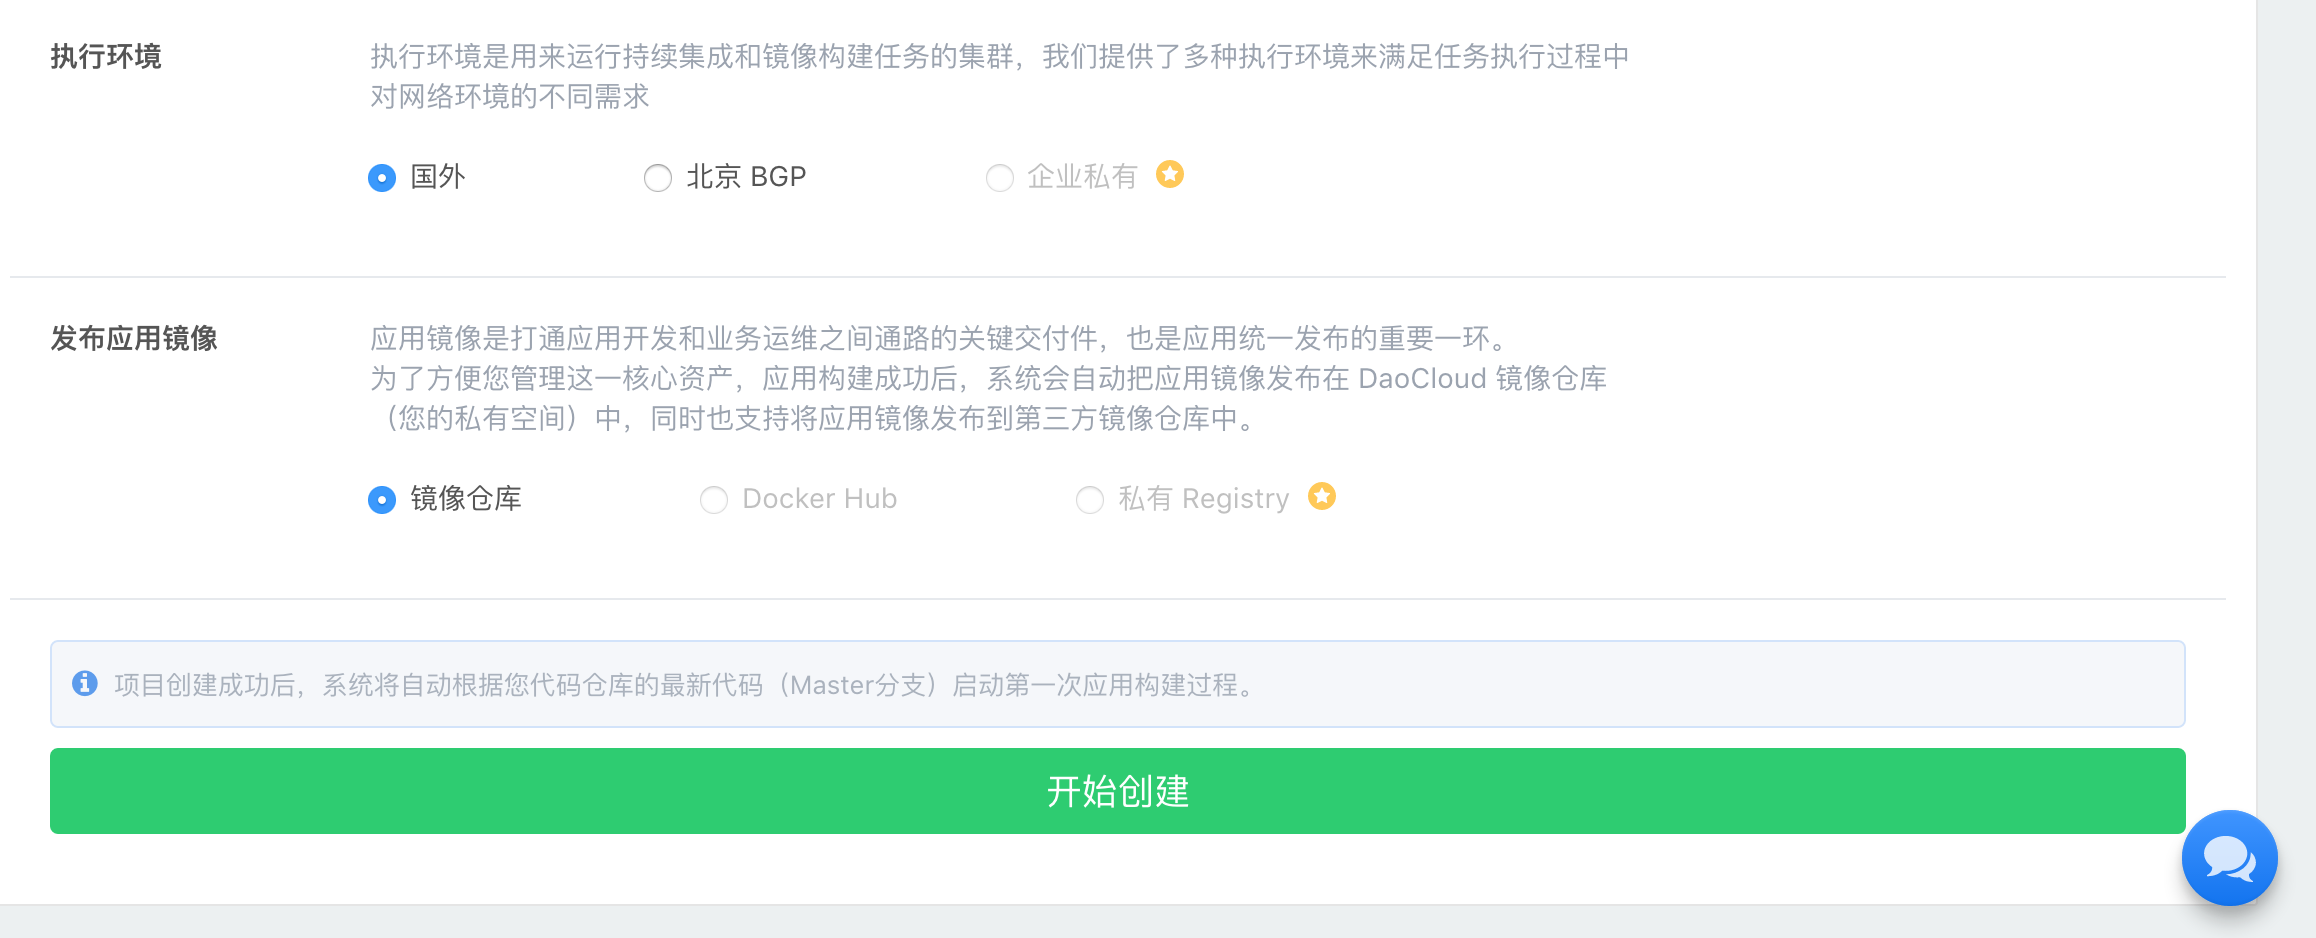 执行环境
执行环境是用来运行持续集成和镜像构建任务的集群，我们提供了多种执行环境来满足任务执行过程中
对网络环境的不同需求
国外 北京 BGP 企业私有
发布应用镜像
应用镜像是打通应用开发和业务运维之间通路的关键交付件，也是应用统一发布的重要一环。
为了方便您管理这一核心资产，应用构建成功后，系统会自动把应用镜像发布在 DaoCloud 镜像仓库
（您的私有空间）中，同时也支持将应用镜像发布到第三方镜像仓库中。
镜像仓库 Docker Hub 私有 Registry
项目创建成功后，系统将自动根据您代码仓库的最新代码（Master分支）启动第一次应用构建过程。
开始创建